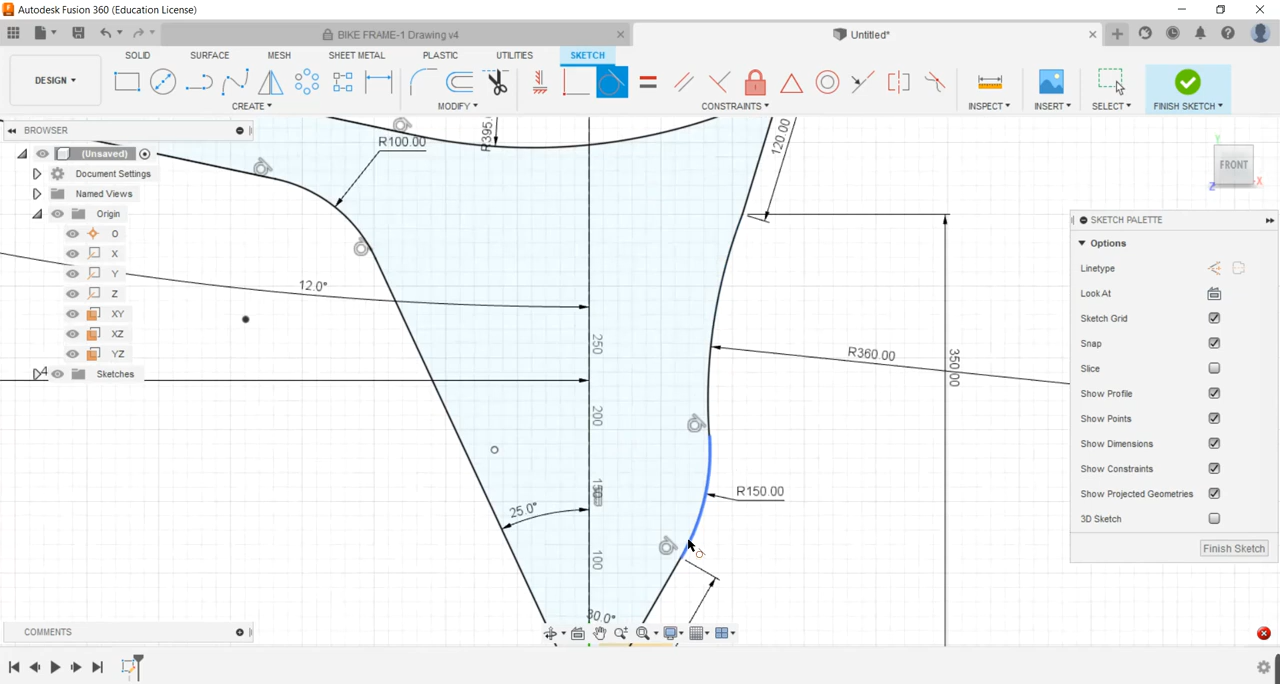 Autodesk Fusion 360 (Education License)
BIKE FRAME-1 Drawing v4
Untitled*
DESIGN
SOLID
SURFACE
MESH
SHEET METAL
PLASTIC
UTILITIES
SKETCH
CREATE
MODIFY
CONSTRAINTS
INSPECT
INSERT
SELECT
FINISH SKETCH
BROWSER
(Unsaved)
Document Settings
Named Views
Origin
O
X
Y
Z
XY
XZ
YZ
Sketches
R100.00
R395.
120.00
12.0°
250
R360.00
350.00
200
150
R150.00
25.0°
100
30.0°
Y
FRONT
X
Z
SKETCH PALETTE
Options
Linetype
Look At
Sketch Grid
Snap
Slice
Show Profile
Show Points
Show Dimensions
Show Constraints
Show Projected Geometries
3D Sketch
Finish Sketch
COMMENTS